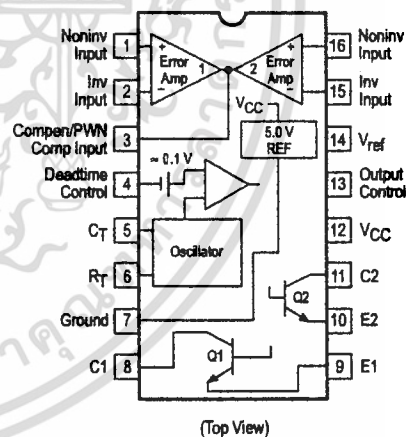 Noninv
Input
1
+
Error
Amp
1
2
Error
Amp
+
16
Noninv
Input
Inv
Input
2
–
–
15
Inv
Input
Compen/PWN
Comp Input
3
VCC
5.0 V
REF
14
Vref
Deadtime
Control
4
≈ 0.1 V
13
Output
Control
CT
5
Oscillator
12
VCC
RT
6
11
C2
Q2
Ground
7
10
E2
C1
8
Q1
9
E1
(Top View)